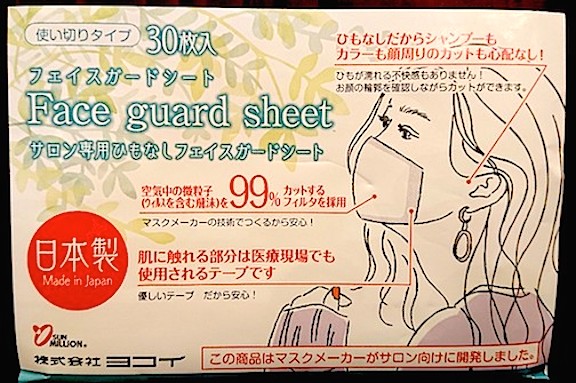 使い切りタイプ 30枚入
フェイスガードシート
Face guard sheet
サロン専用ひもなしフェイスガードシート
ひもなしだからシャンプーも
カラーも顔周りのカットも心配なし!
ひもが濡れる不快感もありません!
お顔の輪郭を確認しながらカットができます。
空気中の微粒子
(ウィルスを含む飛沫)を
99%
カットする
フィルタを採用
マスクメーカーの技術でつくるから安心!
日本製
Made in Japan
肌に触れる部分は医療現場でも
使用されるテープです
優しいテープ だから安心!
SUN
MILLION®
株式会社 ヨコイ
この商品はマスクメーカーがサロン向けに開発しました。